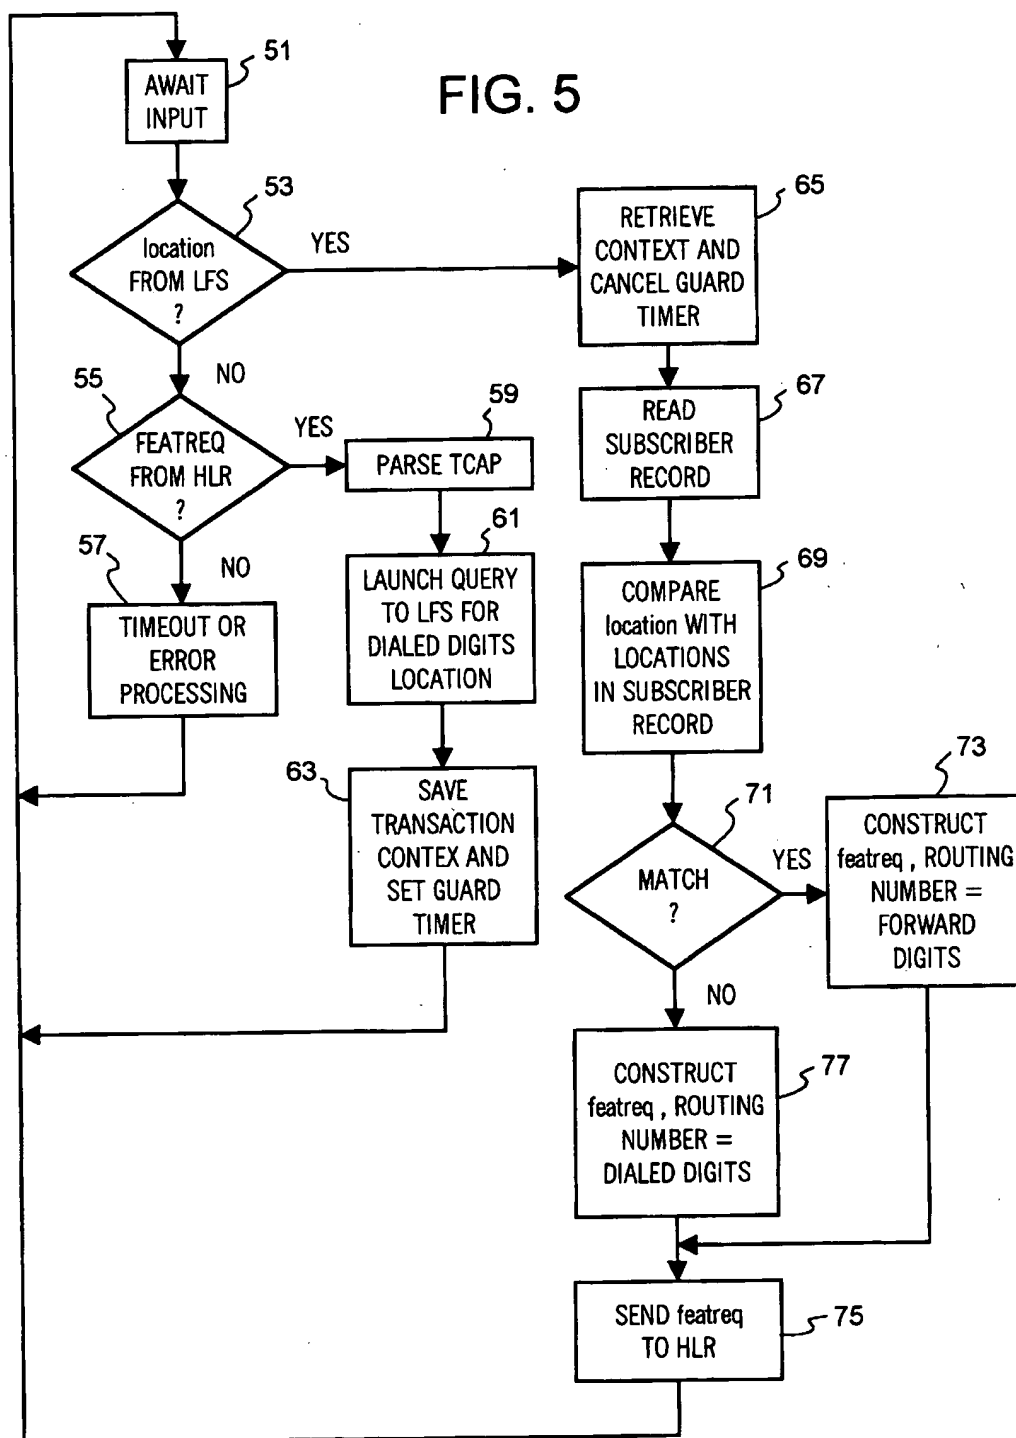 FIG. 5
51
AWAIT
INPUT
53
location
FROM LFS
?
YES
NO
65
RETRIEVE
CONTEXT AND
CANCEL GUARD
TIMER
55
FEATREQ
FROM HLR
?
YES
NO
59
PARSE TCAP
67
READ
SUBSCRIBER
RECORD
57
TIMEOUT OR
ERROR
PROCESSING
61
LAUNCH QUERY
TO LFS FOR
DIALED DIGITS
LOCATION
69
COMPARE
location WITH
LOCATIONS
IN SUBSCRIBER
RECORD
63
SAVE
TRANSACTION
CONTEX AND
SET GUARD
TIMER
71
MATCH
?
YES
NO
73
CONSTRUCT
featreq , ROUTING
NUMBER =
FORWARD
DIGITS
77
CONSTRUCT
featreq , ROUTING
NUMBER =
DIALED DIGITS
75
SEND featreq
TO HLR